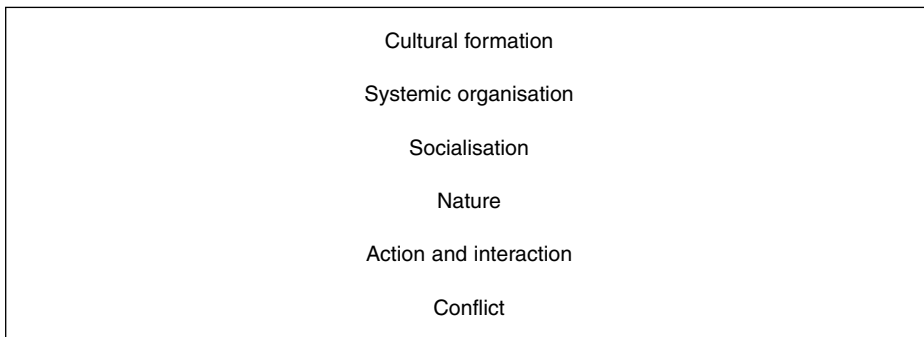 Cultural formation
Systemic organisation
Socialisation
Nature
Action and interaction
Conflict